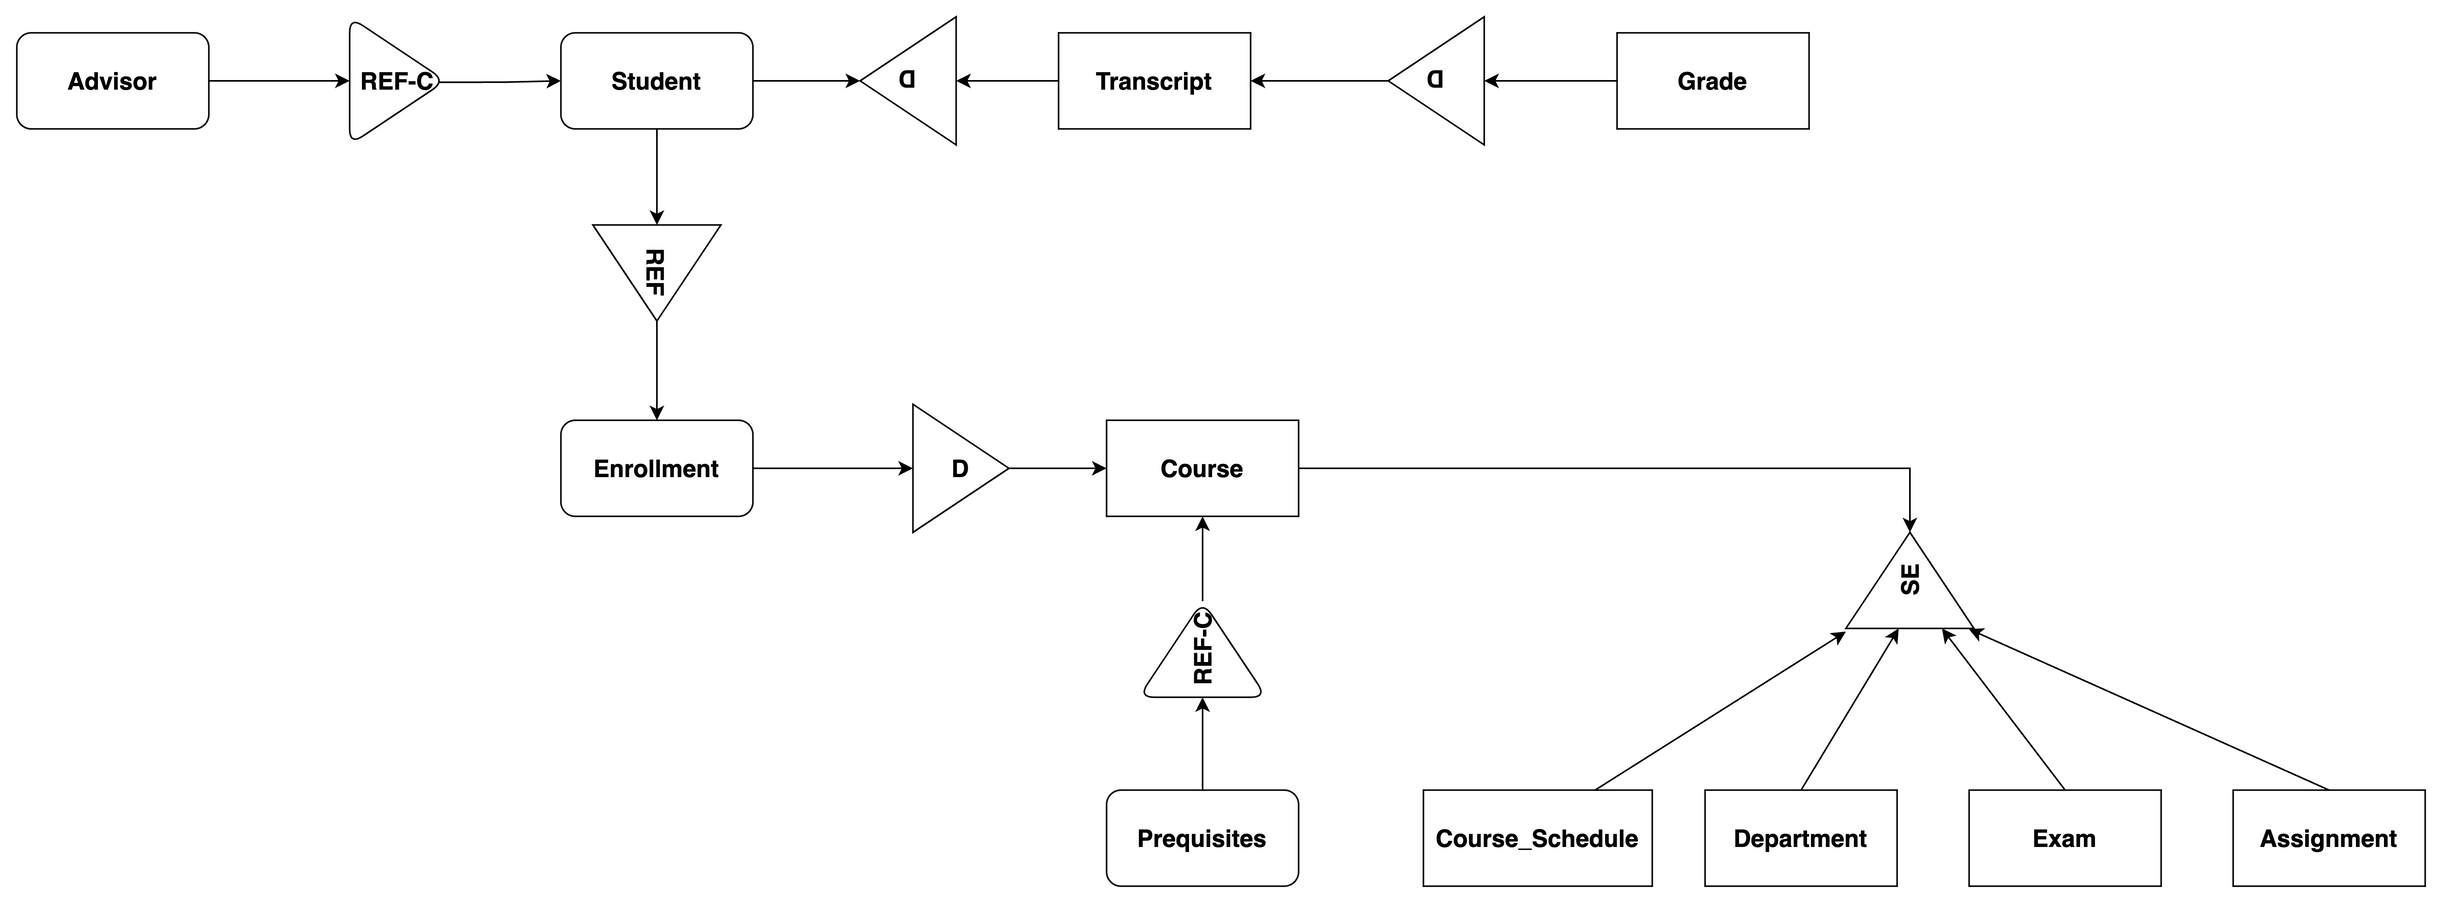 Advisor
REF-C
Student
D
Transcript
D
Grade
REF
Enrollment
D
Course
SE
REF-C
Prequisites
Course_Schedule
Department
Exam
Assignment